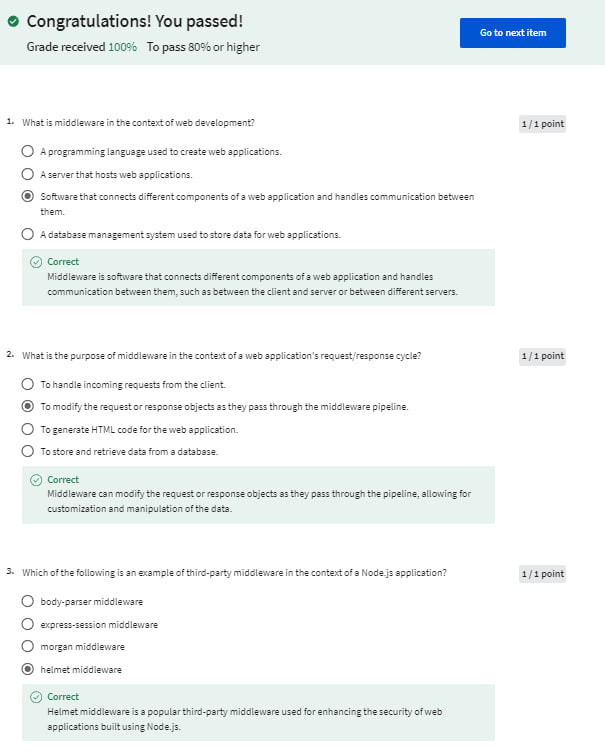 Congratulations! You passed!
Grade received 100% To pass 80% or higher
Go to next item
1. What is middleware in the context of web development?
1 / 1 point
A programming language used to create web applications.
A server that hosts web applications.
Software that connects different components of a web application and handles communication between
them.
A database management system used to store data for web applications.
Correct
Middleware is software that connects different components of a web application and handles
communication between them, such as between the client and server or between different servers.
2. What is the purpose of middleware in the context of a web application's request/response cycle?
1 / 1 point
To handle incoming requests from the client.
To modify the request or response objects as they pass through the middleware pipeline.
To generate HTML code for the web application.
To store and retrieve data from a database.
Correct
Middleware can modify the request or response objects as they pass through the pipeline, allowing for
customization and manipulation of the data.
3. Which of the following is an example of third-party middleware in the context of a Node.js application?
1 / 1 point
body-parser middleware
express-session middleware
morgan middleware
helmet middleware
Correct
Helmet middleware is a popular third-party middleware used for enhancing the security of web
applications built using Node.js.